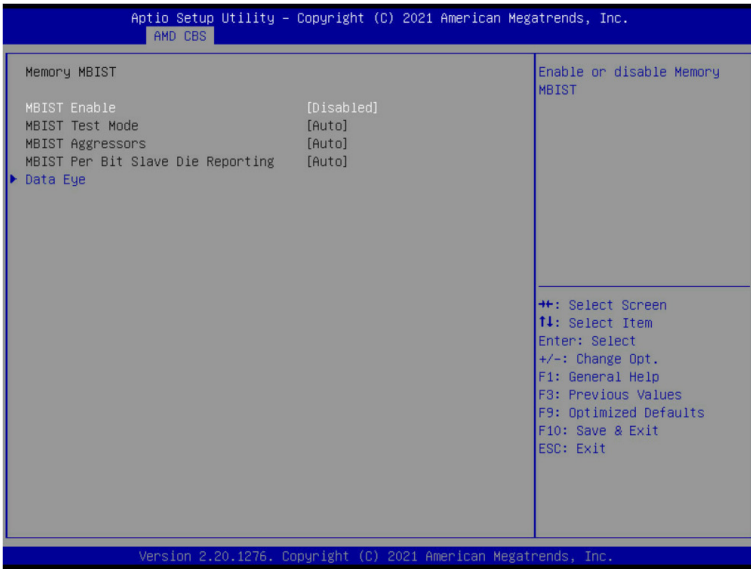 Aptio Setup Utility – Copyright (C) 2021 American Megatrends, Inc.
AMD CBS
Memory MBIST
MBIST Enable [Disabled]
MBIST Test Mode [Auto]
MBIST Aggressors [Auto]
MBIST Per Bit Slave Die Reporting [Auto]
▶ Data Eye
Enable or disable Memory
MBIST
→←: Select Screen
↑↓: Select Item
Enter: Select
+/-: Change Opt.
F1: General Help
F3: Previous Values
F9: Optimized Defaults
F10: Save & Exit
ESC: Exit
Version 2.20.1276. Copyright (C) 2021 American Megatrends, Inc.